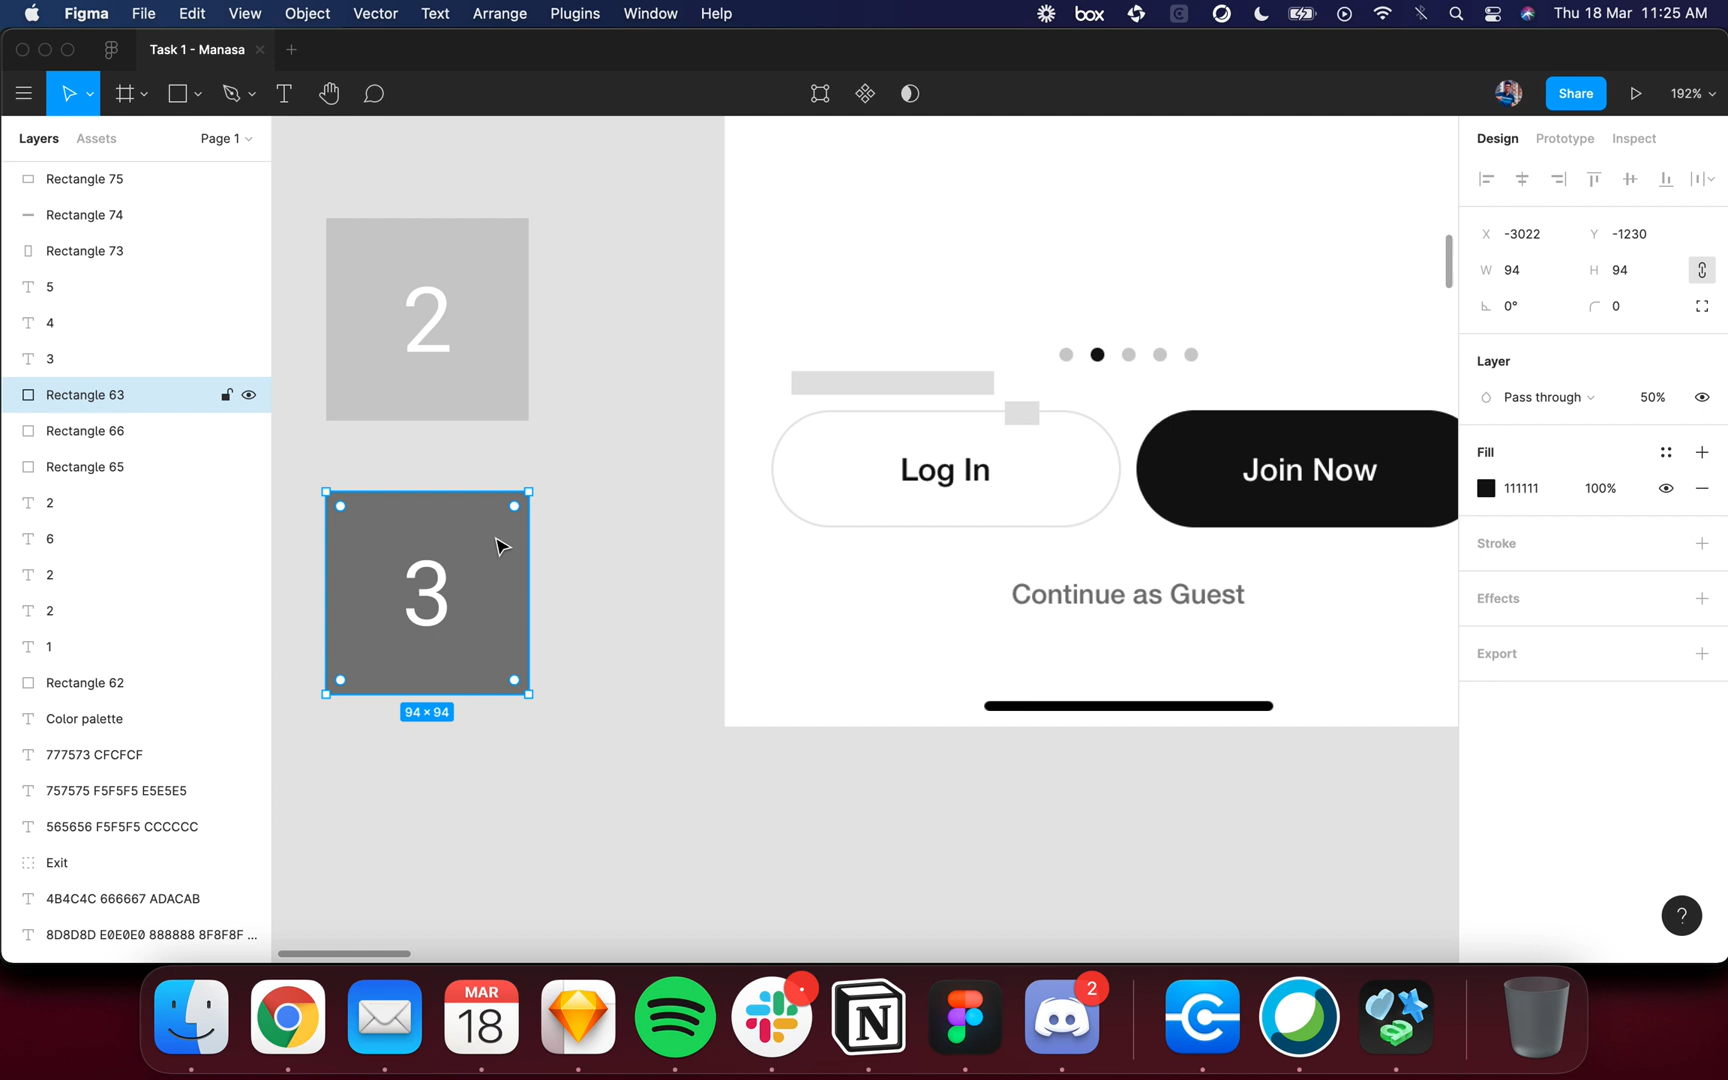 Figma File Edit View Object Vector Text Arrange Plugins Window Help box Thu 18 Mar 11:25 AM
Task 1 - Manasa
Share 192%
Layers Assets Page 1
Rectangle 75
Rectangle 74
Rectangle 73
5
4
3
Rectangle 63
Rectangle 66
Rectangle 65
2
6
2
2
1
Rectangle 62
Color palette
777573 CFCFCF
757575 F5F5F5 E5E5E5
565656 F5F5F5 CCCCCC
Exit
4B4C4C 666667 ADACAB
8D8D8D E0E0E0 888888 8F8F8F ...
2
3
94 × 94
Log In
Join Now
Continue as Guest
Design Prototype Inspect
X -3022 Y -1230
W 94 H 94
0° 0
Layer
Pass through 50%
Fill
111111 100%
Stroke
Effects
Export
?
MAR
18
2